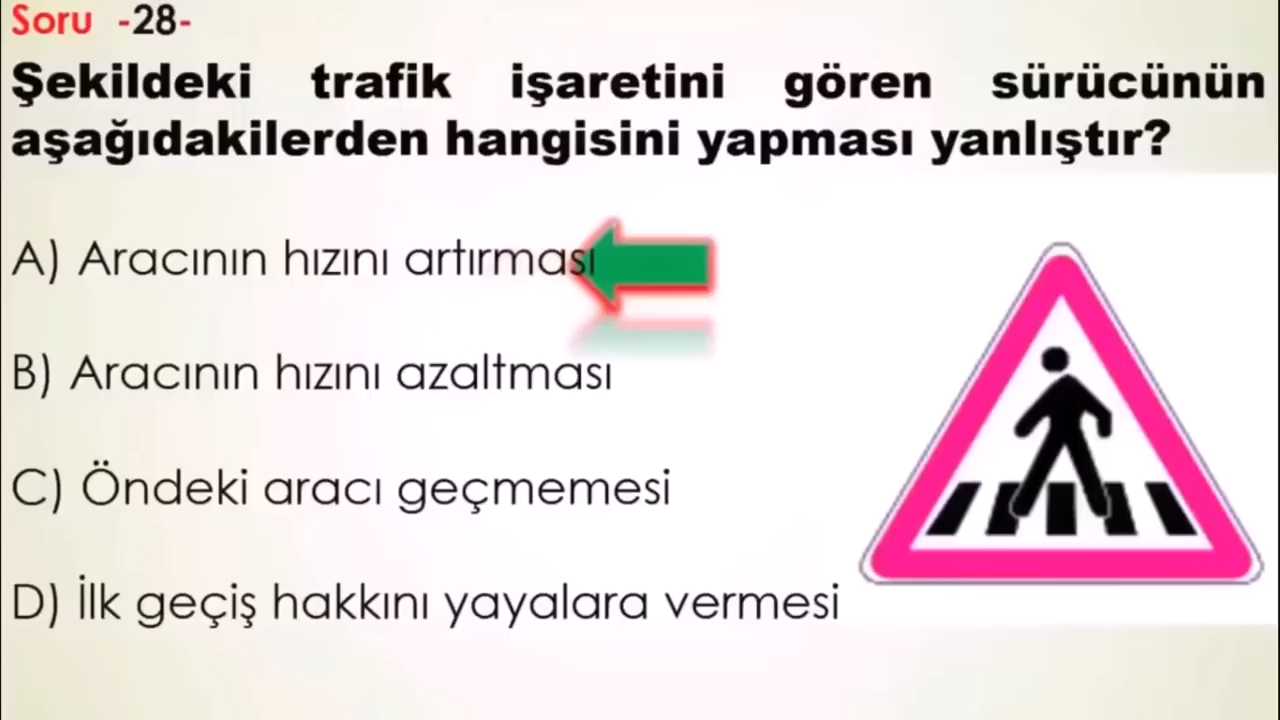 Soru -28-
Şekildeki trafik işaretini gören sürücünün
aşağıdakilerden hangisini yapması yanlıştır?
A) Aracının hızını artırması
B) Aracının hızını azaltması
C) Öndeki aracı geçmemesi
D) İlk geçiş hakkını yayalara vermesi